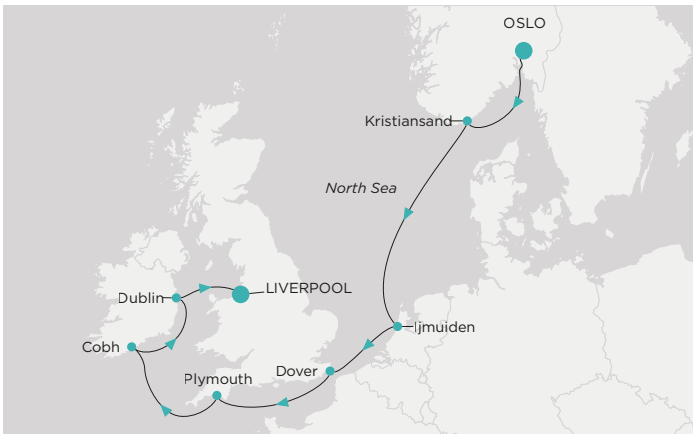 OSLO
Kristiansand
North Sea
LIVERPOOL
Dublin
Ijmuiden
Cobh
Dover
Plymouth